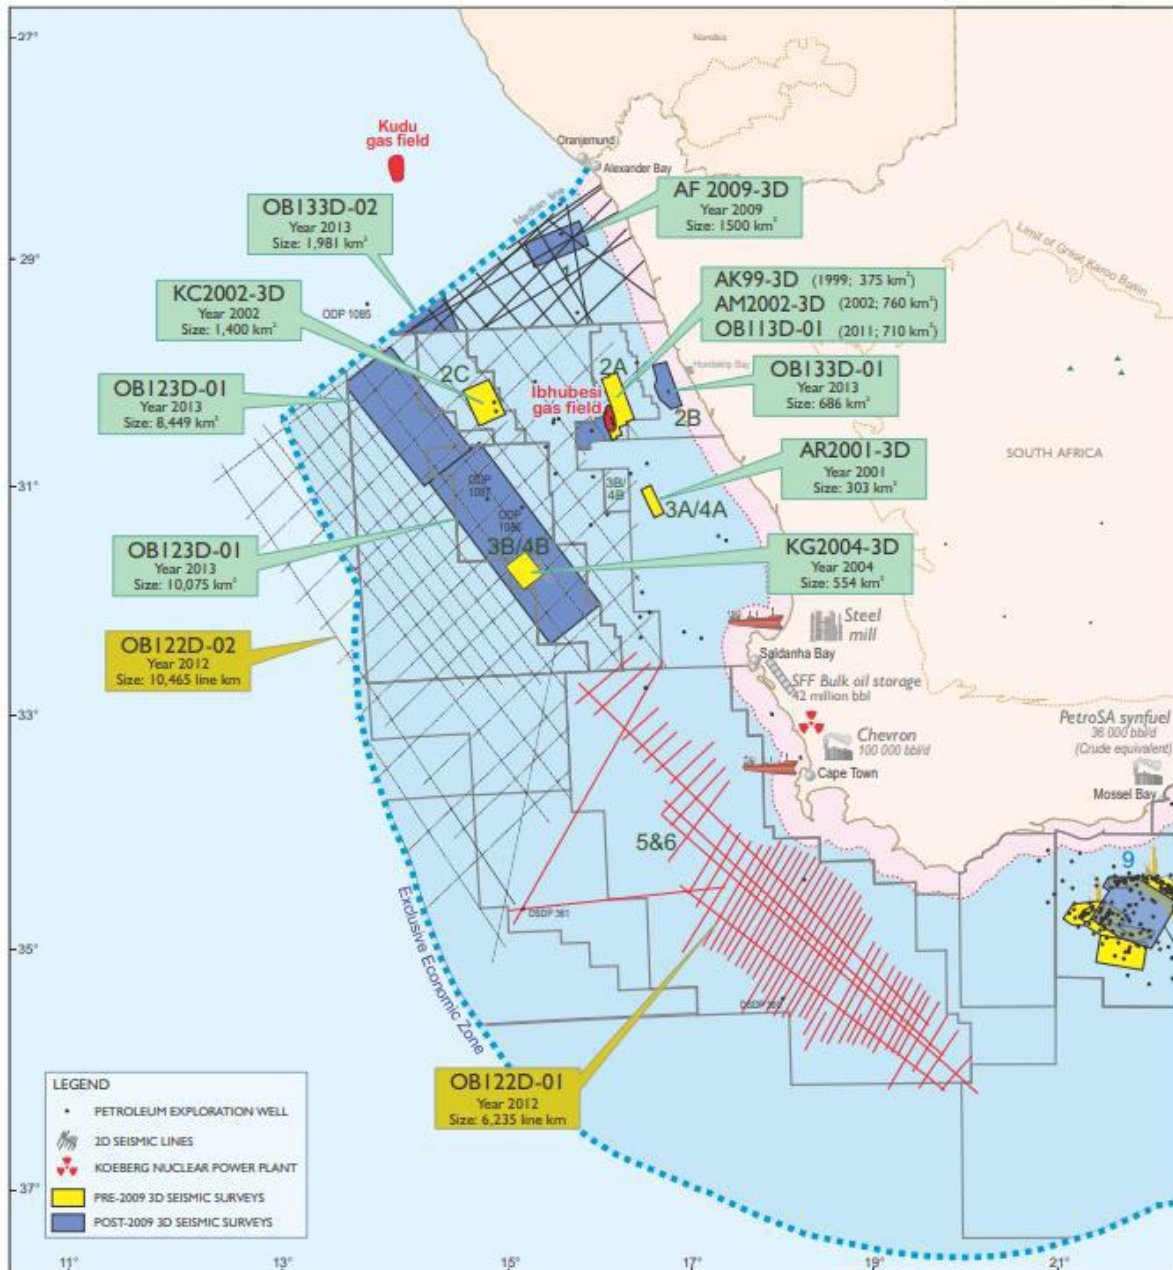 27°
Namibia
Kudu
gas field
Oranjemund
Alexander Bay
Median line
OB133D-02
Year 2013
Size: 1,981 km²
AF 2009-3D
Year 2009
Size: 1500 km²
Limit of Great Karoo Basin
29°
1
KC2002-3D
Year 2002
Size: 1,400 km²
ODP 1085
AK99-3D (1999; 375 km²)
AM2002-3D (2002; 760 km²)
OB113D-01 (2011; 710 km²)
2C
2A
Ibhubesi
gas field
Hondeklip Bay
2B
OB133D-01
Year 2013
Size: 686 km²
OB123D-01
Year 2013
Size: 8,449 km²
SOUTH AFRICA
AR2001-3D
Year 2001
Size: 303 km²
31°
ODP
1087
3B/
4B
3A/4A
ODP
1086
3B/4B
OB123D-01
Year 2013
Size: 10,075 km²
KG2004-3D
Year 2004
Size: 554 km²
OB122D-02
Year 2012
Size: 10,465 line km
Steel
mill
Saldanha Bay
SFF Bulk oil storage
42 million bbl
33°
Chevron
100 000 bbl/d
PetroSA synfuel
36 000 bbl/d
(Crude equivalent)
Cape Town
Mossel Bay
5&6
9
DSDP 361
35°
Exclusive Economic Zone
DSDP 360
OB122D-01
Year 2012
Size: 6,235 line km
LEGEND
PETROLEUM EXPLORATION WELL
2D SEISMIC LINES
KOEBERG NUCLEAR POWER PLANT
PRE-2009 3D SEISMIC SURVEYS
POST-2009 3D SEISMIC SURVEYS
37°
11°
13°
15°
17°
19°
21°